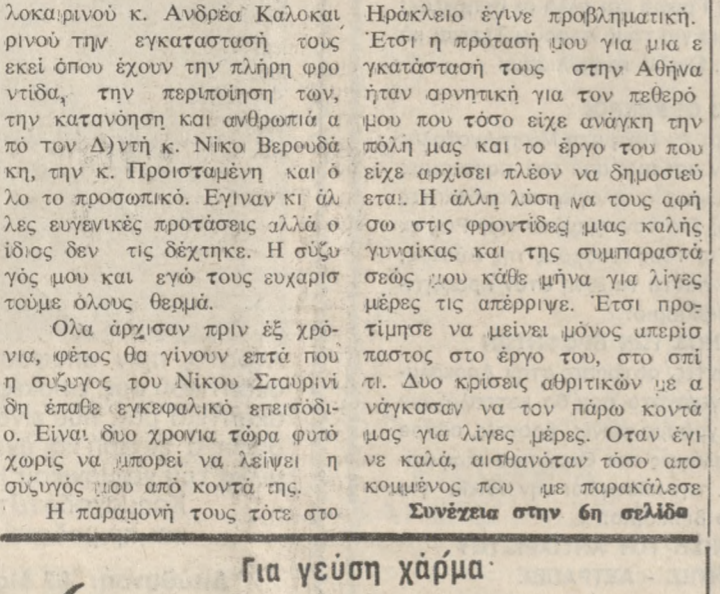 λοκαιρινού κ. Ανδρέα Καλοκαι
ρινού την εγκαταστασή τους
εκεί όπου έχουν την πλήρη φρο
ντίδα, την περιποίηση των,
την κατανόηση και ανθρωπιά α
πό τον Δ)ντή κ. Νίκο Βερουδά
κη, την κ. Προισταμένη και ό
λο το προσωπικό. Εγιναν κι άλ
λες ευγενικές προτάσεις αλλά ο
ίδιος δεν τις δέχτηκε. Η σύζυ
γός μου και εγώ τους ευχαρισ
τούμε όλους θερμά.
Ολα άρχισαν πριν έξ χρό-
νια, φέτος θα γίνουν επτά που
η συζυγος του Νίκου Σταυρινί
δη έπαθε εγκεφαλικό επεισόδι-
ο. Είναι δυο χρονια τώρα φυτό
χωρίς να μπορεί να λείψει η
σύζυγός μου από κοντά της.
Η παραμονή τους τότε στο
Ηράκλειο έγινε προβληματική.
Έτσι η πρότασή μου για μια ε
γκατάστασή τους στην Αθήνα
ήταν αρνητική για τον πεθερό
μου που τόσο είχε ανάγκη την
πόλη μας και το έργο του που
είχε αρχίσει πλέον να δημοσιεύ
εται. Η άλλη λύση να τους αφή
σω στις φροντίδες μιας καλής
γυναίκας και της συμπαραστά
σεώς μου κάθε μήνα για λίγες
μέρες τις απέρριψε. Έτσι προ-
τίμησε να μείνει μόνος απερίσ
παστος στο έργο του, στο σπί
τι. Δυο κρίσεις αθριτικών με α
νάγκασαν να τον πάρω κοντά
μας για λίγες μέρες. Οταν έγι
νε καλά, αισθανόταν τόσο απο
κομμένος που με παρακάλεσε
Συνέχεια στην 6η σελίδα
Για γεύση χάρμα